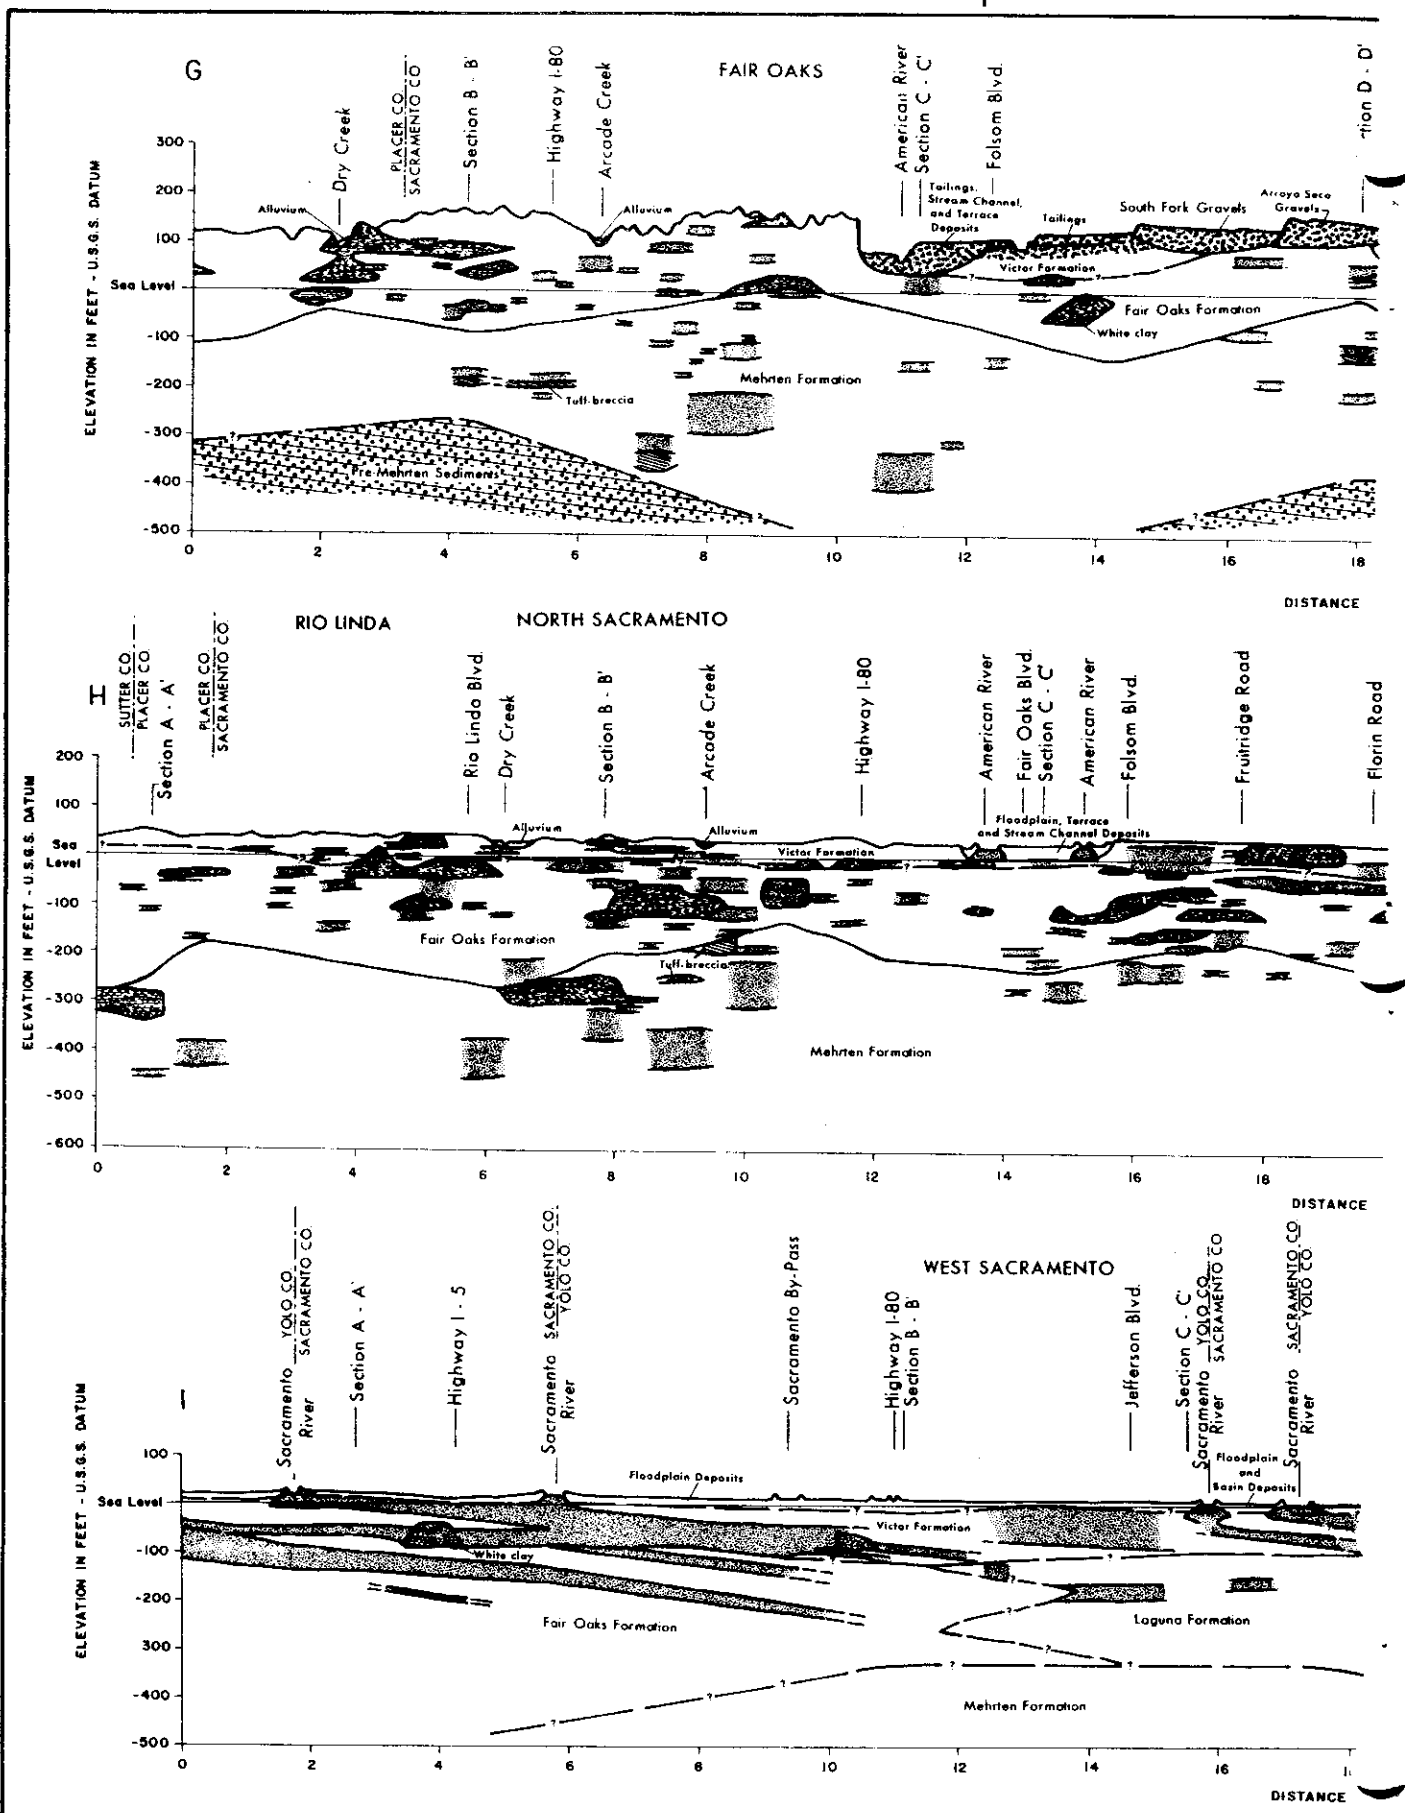 G
FAIR OAKS
Dry Creek
PLACER CO.
SACRAMENTO CO
Section B - B'
Highway I-80
Arcade Creek
American River
Section C - C'
Folsom Blvd.
tion D - D'
ELEVATION IN FEET - U.S.G.S. DATUM
300
200
100
Sea Level
-100
-200
-300
-400
-500
Alluvium
Alluvium
Tailings,
Stream Channel,
and Terrace
Deposits
Tailings
South Fork Gravels
Arroyo Seco
Gravels
Victor Formation
Fair Oaks Formation
White clay
Mehrten Formation
Tuff-breccia
Pre-Mehrten Sediments
0 2 4 6 8 10 12 14 16 18
DISTANCE
H
RIO LINDA
NORTH SACRAMENTO
SUTTER CO.
PLACER CO.
Section A - A'
PLACER CO.
SACRAMENTO CO.
Rio Linda Blvd.
Dry Creek
Section B - B'
Arcade Creek
Highway I-80
American River
Fair Oaks Blvd.
Section C - C'
American River
Folsom Blvd.
Fruitridge Road
Florin Road
ELEVATION IN FEET - U.S.G.S. DATUM
200
100
Sea
Level
-100
-200
-300
-400
-500
-600
Alluvium
Alluvium
Victor Formation
Floodplain, Terrace
and Stream Channel Deposits
Fair Oaks Formation
Tuff-breccia
Mehrten Formation
0 2 4 6 8 10 12 14 16 18
DISTANCE
I
WEST SACRAMENTO
Sacramento River
YOLO CO.
SACRAMENTO CO.
Section A - A'
Highway I - 5
Sacramento River
SACRAMENTO CO.
YOLO CO.
Sacramento By-Pass
Highway I-80
Section B - B'
Jefferson Blvd.
Section C - C'
Sacramento River
YOLO CO.
SACRAMENTO CO
Sacramento River
SACRAMENTO CO
YOLO CO.
ELEVATION IN FEET - U.S.G.S. DATUM
100
Sea Level
-100
-200
300
-400
-500
Floodplain Deposits
Floodplain
and
Basin Deposits
Victor Formation
White clay
Fair Oaks Formation
Laguna Formation
Mehrten Formation
0 2 4 6 8 10 12 14 16
DISTANCE